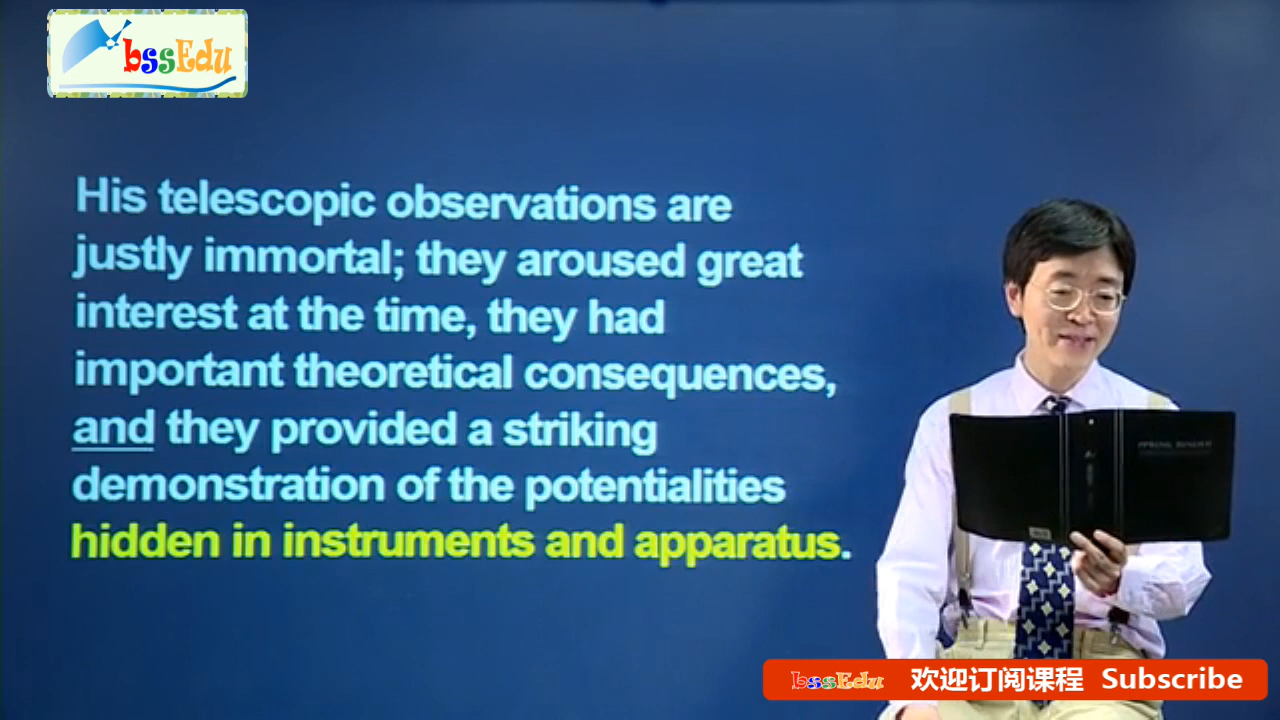 bssEdu
His telescopic observations are
justly immortal; they aroused great
interest at the time, they had
important theoretical consequences,
and they provided a striking
demonstration of the potentialities
hidden in instruments and apparatus.
bssEdu 欢迎订阅课程 Subscribe